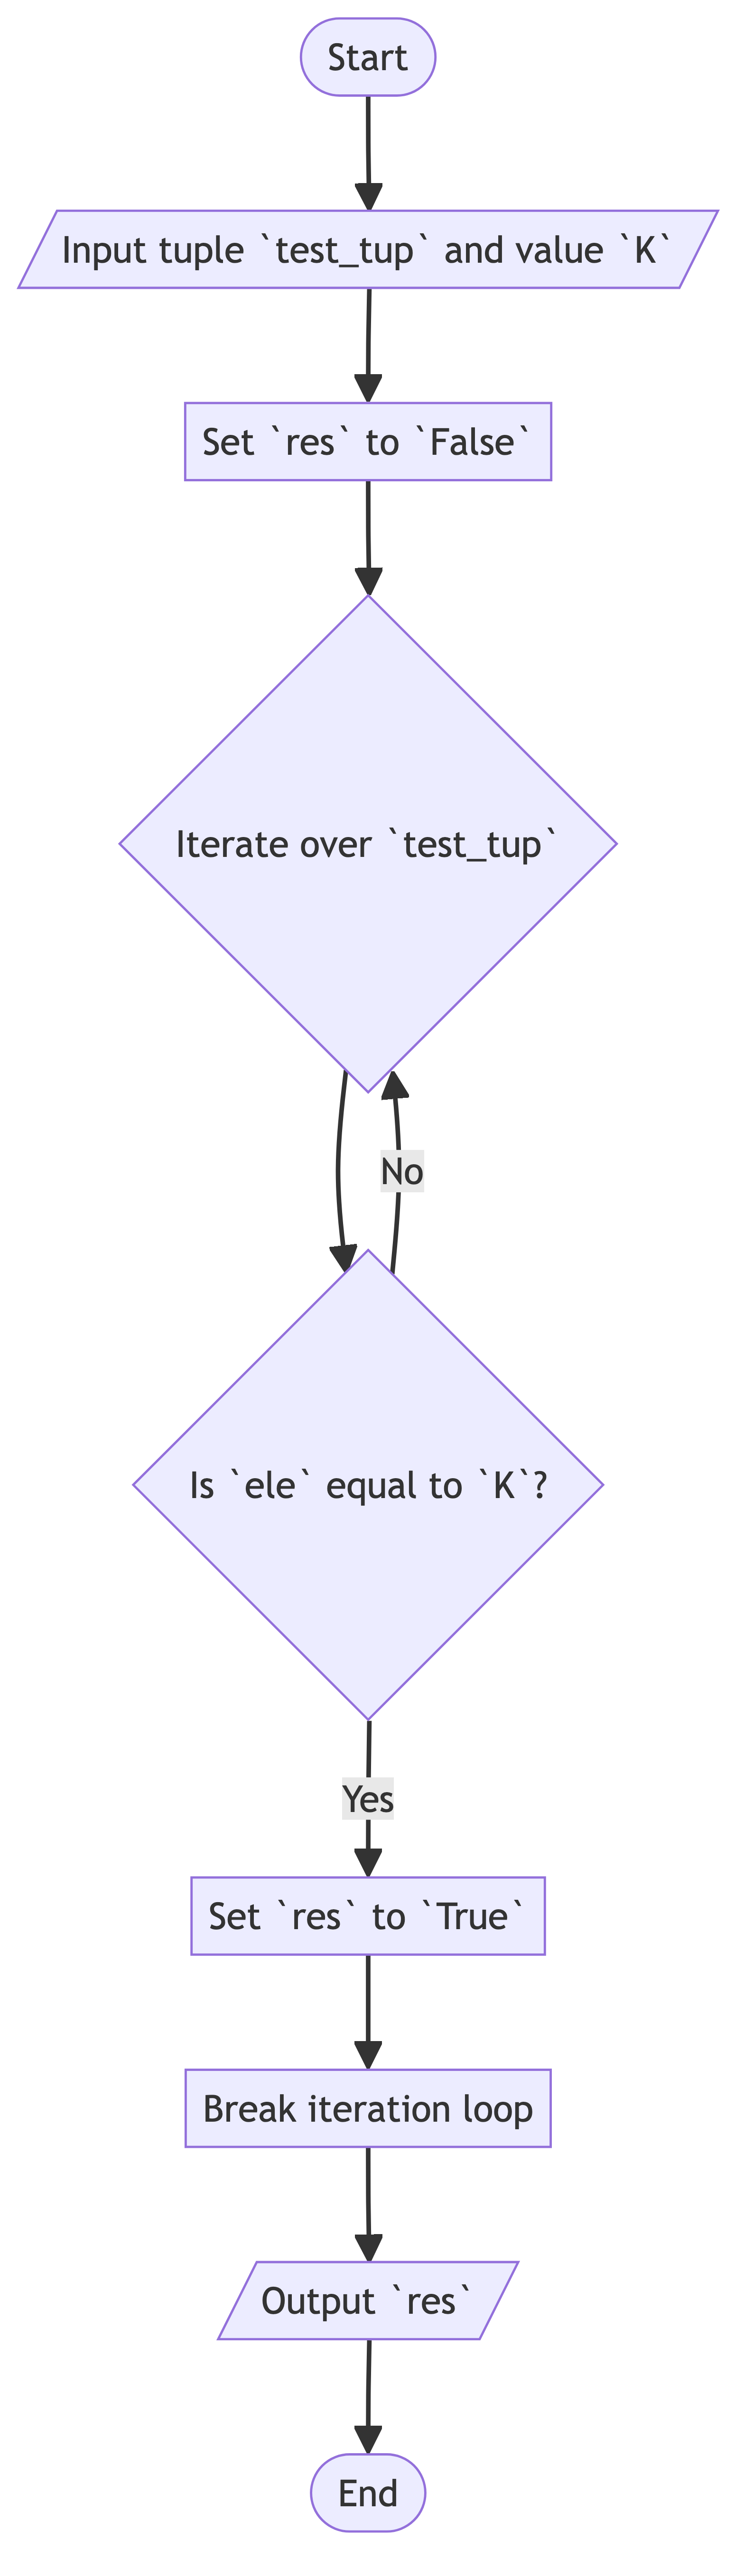 Start
Input tuple `test_tup` and value `K`
Set `res` to `False`
Iterate over `test_tup`
No
Is `ele` equal to `K`?
Yes
Set `res` to `True`
Break iteration loop
Output `res`
End